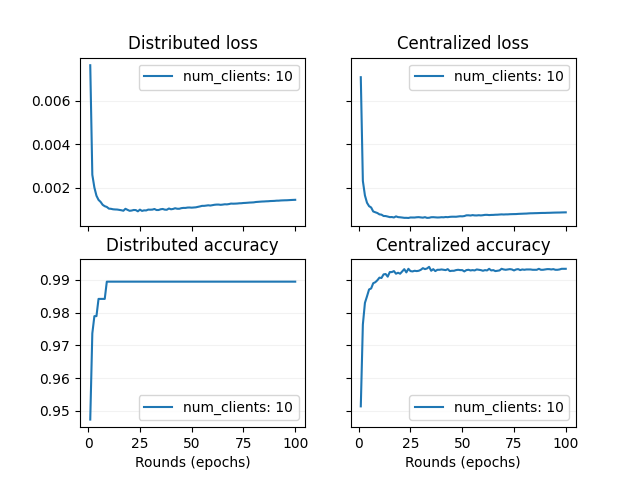 Distributed loss
Centralized loss
num_clients: 10
num_clients: 10
0.006
0.004
0.002
Distributed accuracy
Centralized accuracy
0.99
0.98
0.97
0.96
0.95
num_clients: 10
num_clients: 10
0 25 50 75 100
0 25 50 75 100
Rounds (epochs)
Rounds (epochs)